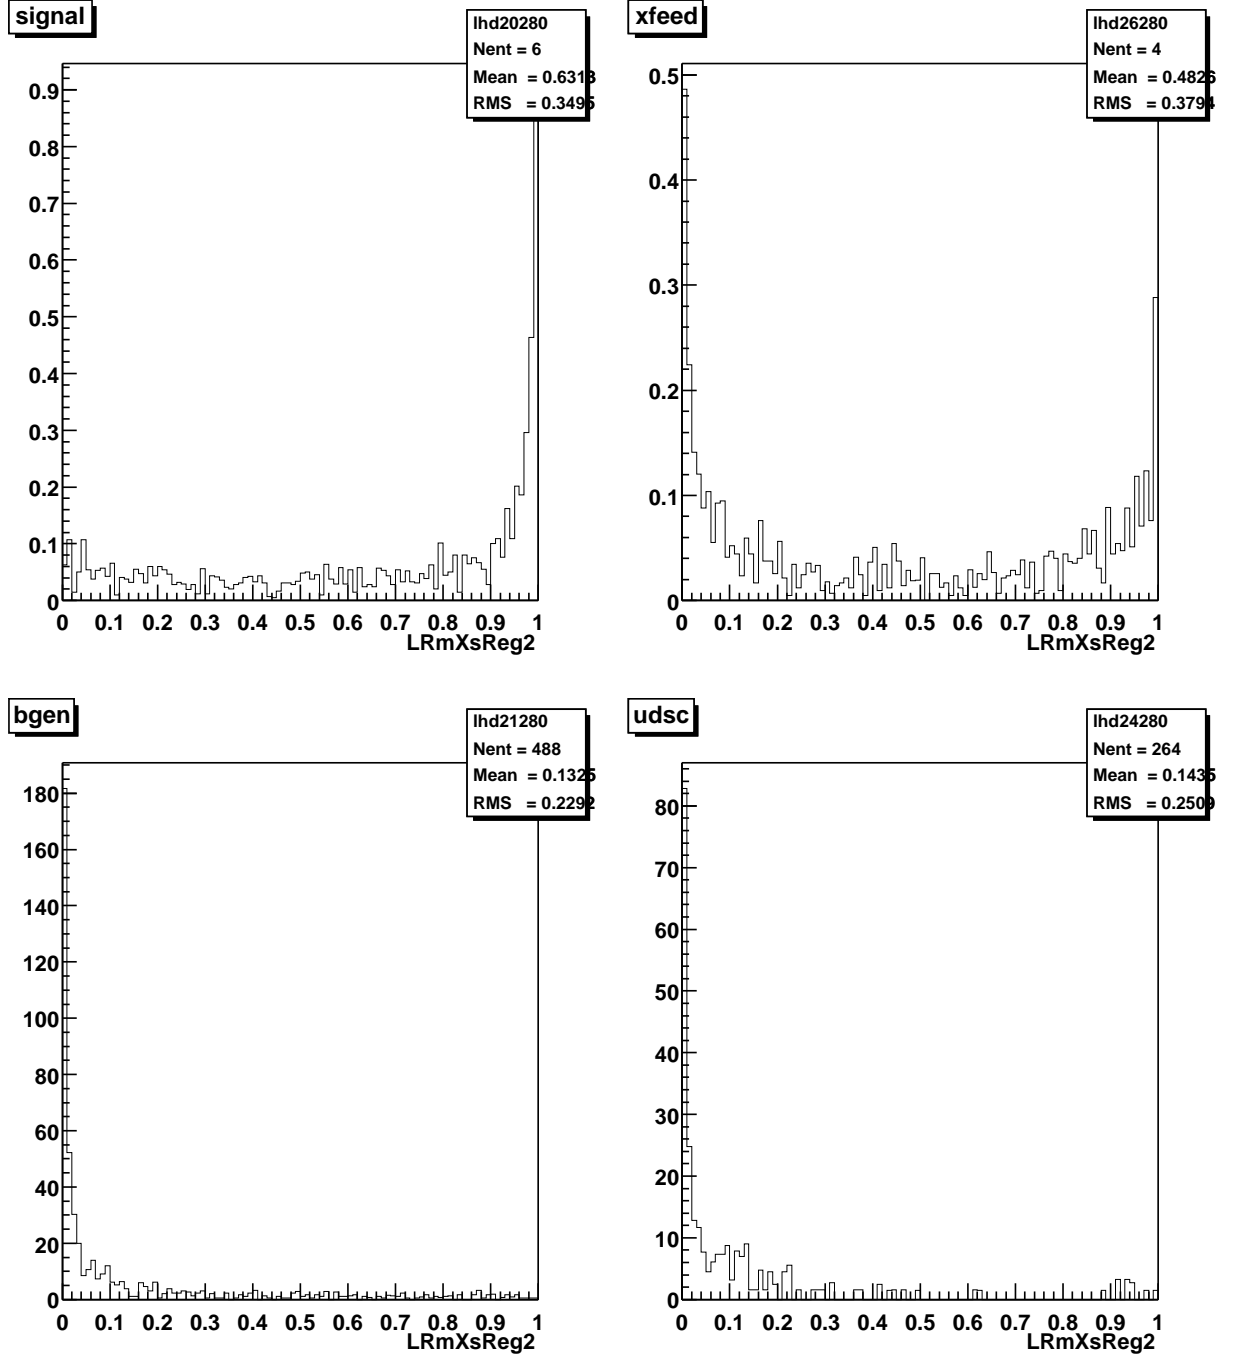 signal
lhd20280
Nent = 6
Mean = 0.6313
RMS = 0.3495
0.9
0.8
0.7
0.6
0.5
0.4
0.3
0.2
0.1
0
0 0.1 0.2 0.3 0.4 0.5 0.6 0.7 0.8 0.9 1
LRmXsReg2
xfeed
lhd26280
Nent = 4
Mean = 0.4826
RMS = 0.3794
0.5
0.4
0.3
0.2
0.1
0
0 0.1 0.2 0.3 0.4 0.5 0.6 0.7 0.8 0.9 1
LRmXsReg2
bgen
lhd21280
Nent = 488
Mean = 0.1325
RMS = 0.2292
180
160
140
120
100
80
60
40
20
0
0 0.1 0.2 0.3 0.4 0.5 0.6 0.7 0.8 0.9 1
LRmXsReg2
udsc
lhd24280
Nent = 264
Mean = 0.1435
RMS = 0.2509
80
70
60
50
40
30
20
10
0
0 0.1 0.2 0.3 0.4 0.5 0.6 0.7 0.8 0.9 1
LRmXsReg2